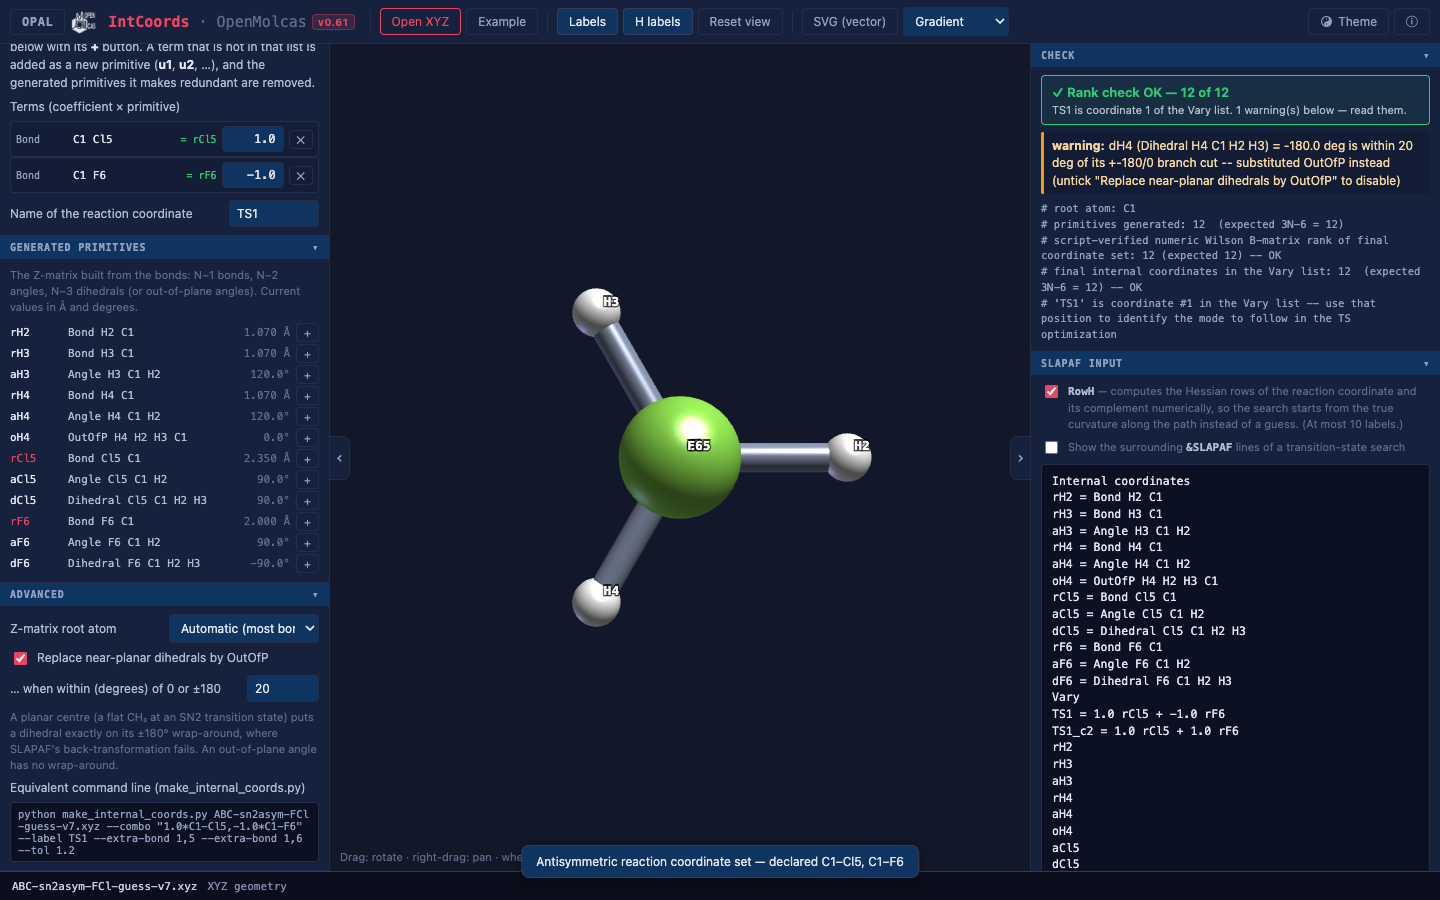 OPAL
IntCoords · OpenMolcas v0.61
Open XYZ
Example
Labels
H labels
Reset view
SVG (vector)
Gradient
Theme
below with its + button. A term that is not in that list is
added as a new primitive (u1, u2, …), and the
generated primitives it makes redundant are removed.
Terms (coefficient × primitive)
Bond C1 Cl5 = rCl5 1.0 ×
Bond C1 F6 = rF6 −1.0 ×
Name of the reaction coordinate TS1
GENERATED PRIMITIVES
The Z-matrix built from the bonds: N−1 bonds, N−2
angles, N−3 dihedrals (or out-of-plane angles). Current
values in Å and degrees.
rH2 Bond H2 C1 1.070 Å +
rH3 Bond H3 C1 1.070 Å +
aH3 Angle H3 C1 H2 120.0° +
rH4 Bond H4 C1 1.070 Å +
aH4 Angle H4 C1 H2 120.0° +
oH4 OutOfP H4 H2 H3 C1 0.0° +
rCl5 Bond Cl5 C1 2.350 Å +
aCl5 Angle Cl5 C1 H2 90.0° +
dCl5 Dihedral Cl5 C1 H2 H3 90.0° +
rF6 Bond F6 C1 2.000 Å +
aF6 Angle F6 C1 H2 90.0° +
dF6 Dihedral F6 C1 H2 H3 −90.0° +
ADVANCED
Z-matrix root atom Automatic (most bor
Replace near-planar dihedrals by OutOfP
… when within (degrees) of 0 or ±180 20
A planar centre (a flat CH₃ at an SN2 transition state) puts
a dihedral exactly on its ±180° wrap-around, where
SLAPAF's back-transformation fails. An out-of-plane angle
has no wrap-around.
Equivalent command line (make_internal_coords.py)
python make_internal_coords.py ABC-sn2asym-FCl
-guess-v7.xyz --combo "1.0*C1-Cl5,-1.0*C1-F6"
--label TS1 --extra-bond 1,5 --extra-bond 1,6
--tol 1.2
H3
H2
H4
Drag: rotate · right-drag: pan · whe
Antisymmetric reaction coordinate set — declared C1–Cl5, C1–F6
CHECK
✓ Rank check OK — 12 of 12
TS1 is coordinate 1 of the Vary list. 1 warning(s) below — read them.
warning: dH4 (Dihedral H4 C1 H2 H3) = -180.0 deg is within 20
deg of its +-180/0 branch cut -- substituted OutOfP instead
(untick "Replace near-planar dihedrals by OutOfP" to disable)
# root atom: C1
# primitives generated: 12 (expected 3N-6 = 12)
# script-verified numeric Wilson B-matrix rank of final
coordinate set: 12 (expected 12) -- OK
# final internal coordinates in the Vary list: 12 (expected
3N-6 = 12) -- OK
# 'TS1' is coordinate #1 in the Vary list -- use that
position to identify the mode to follow in the TS
optimization
SLAPAF INPUT
RowH — computes the Hessian rows of the reaction coordinate and
its complement numerically, so the search starts from the true
curvature along the path instead of a guess. (At most 10 labels.)
Show the surrounding &SLAPAF lines of a transition-state search
Internal coordinates
rH2 = Bond H2 C1
rH3 = Bond H3 C1
aH3 = Angle H3 C1 H2
rH4 = Bond H4 C1
aH4 = Angle H4 C1 H2
oH4 = OutOfP H4 H2 H3 C1
rCl5 = Bond Cl5 C1
aCl5 = Angle Cl5 C1 H2
dCl5 = Dihedral Cl5 C1 H2 H3
rF6 = Bond F6 C1
aF6 = Angle F6 C1 H2
dF6 = Dihedral F6 C1 H2 H3
Vary
TS1 = 1.0 rCl5 + -1.0 rF6
TS1_c2 = 1.0 rCl5 + 1.0 rF6
rH2
rH3
aH3
rH4
aH4
oH4
aCl5
dCl5
ABC-sn2asym-FCl-guess-v7.xyz XYZ geometry